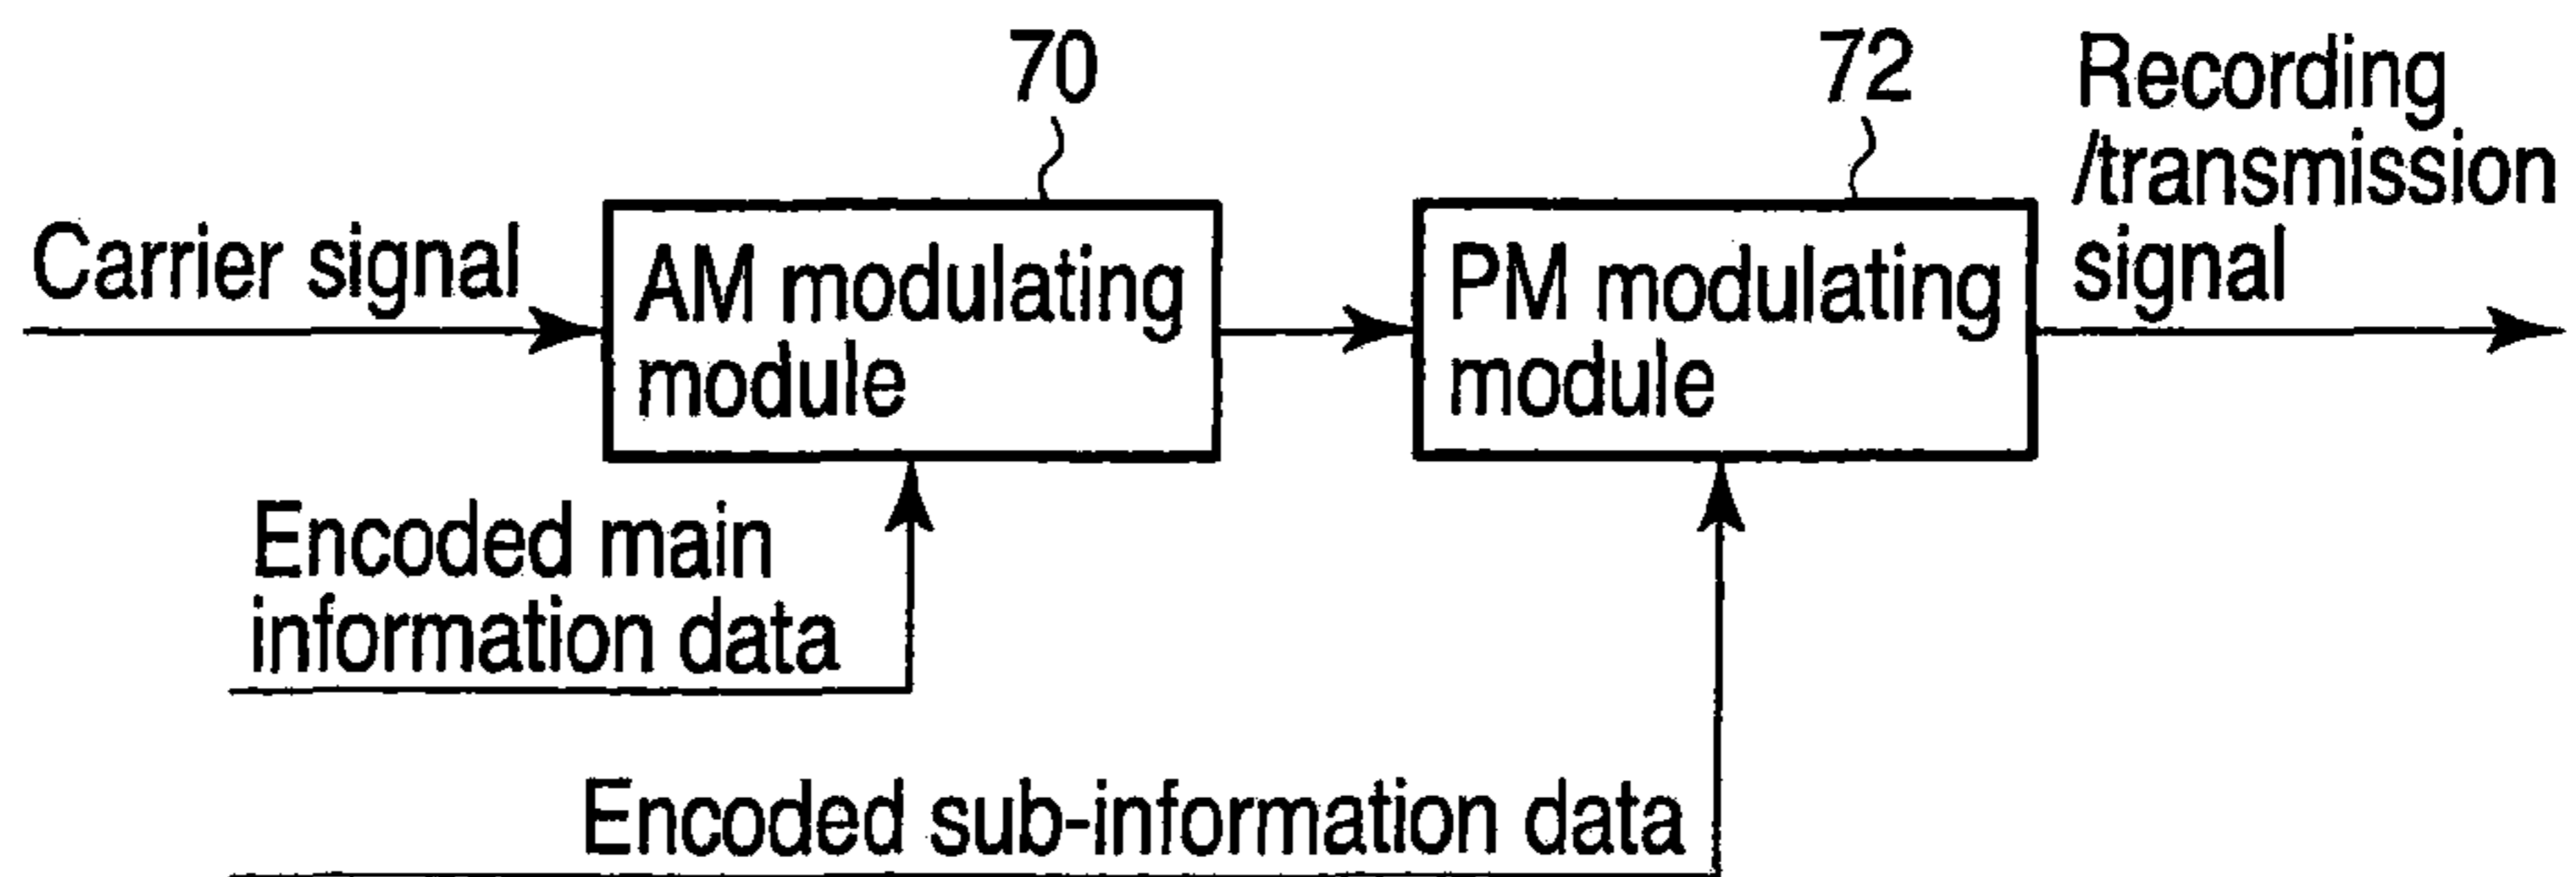 70
72
Recording
/transmission
signal
Carrier signal
AM modulating
module
PM modulating
module
Encoded main
information data
Encoded sub-information data